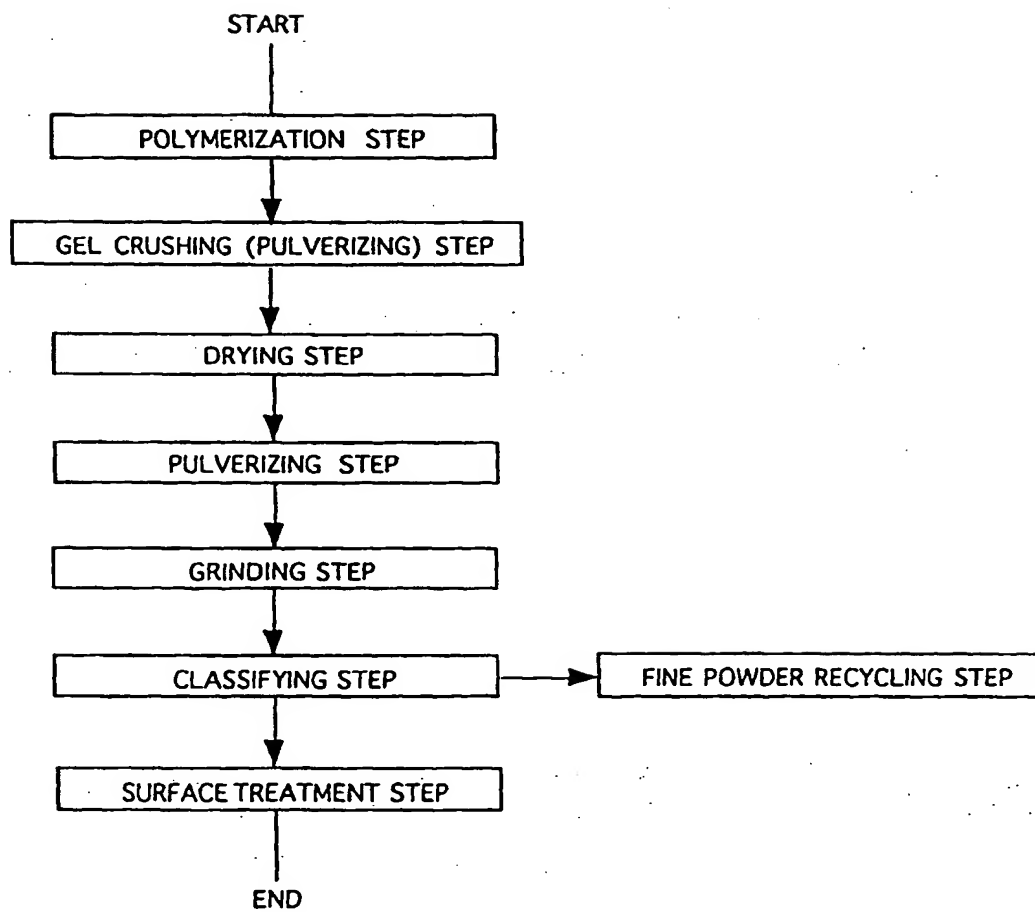 START
POLYMERIZATION STEP
GEL CRUSHING (PULVERIZING) STEP
DRYING STEP
PULVERIZING STEP
GRINDING STEP
CLASSIFYING STEP
FINE POWDER RECYCLING STEP
SURFACE TREATMENT STEP
END